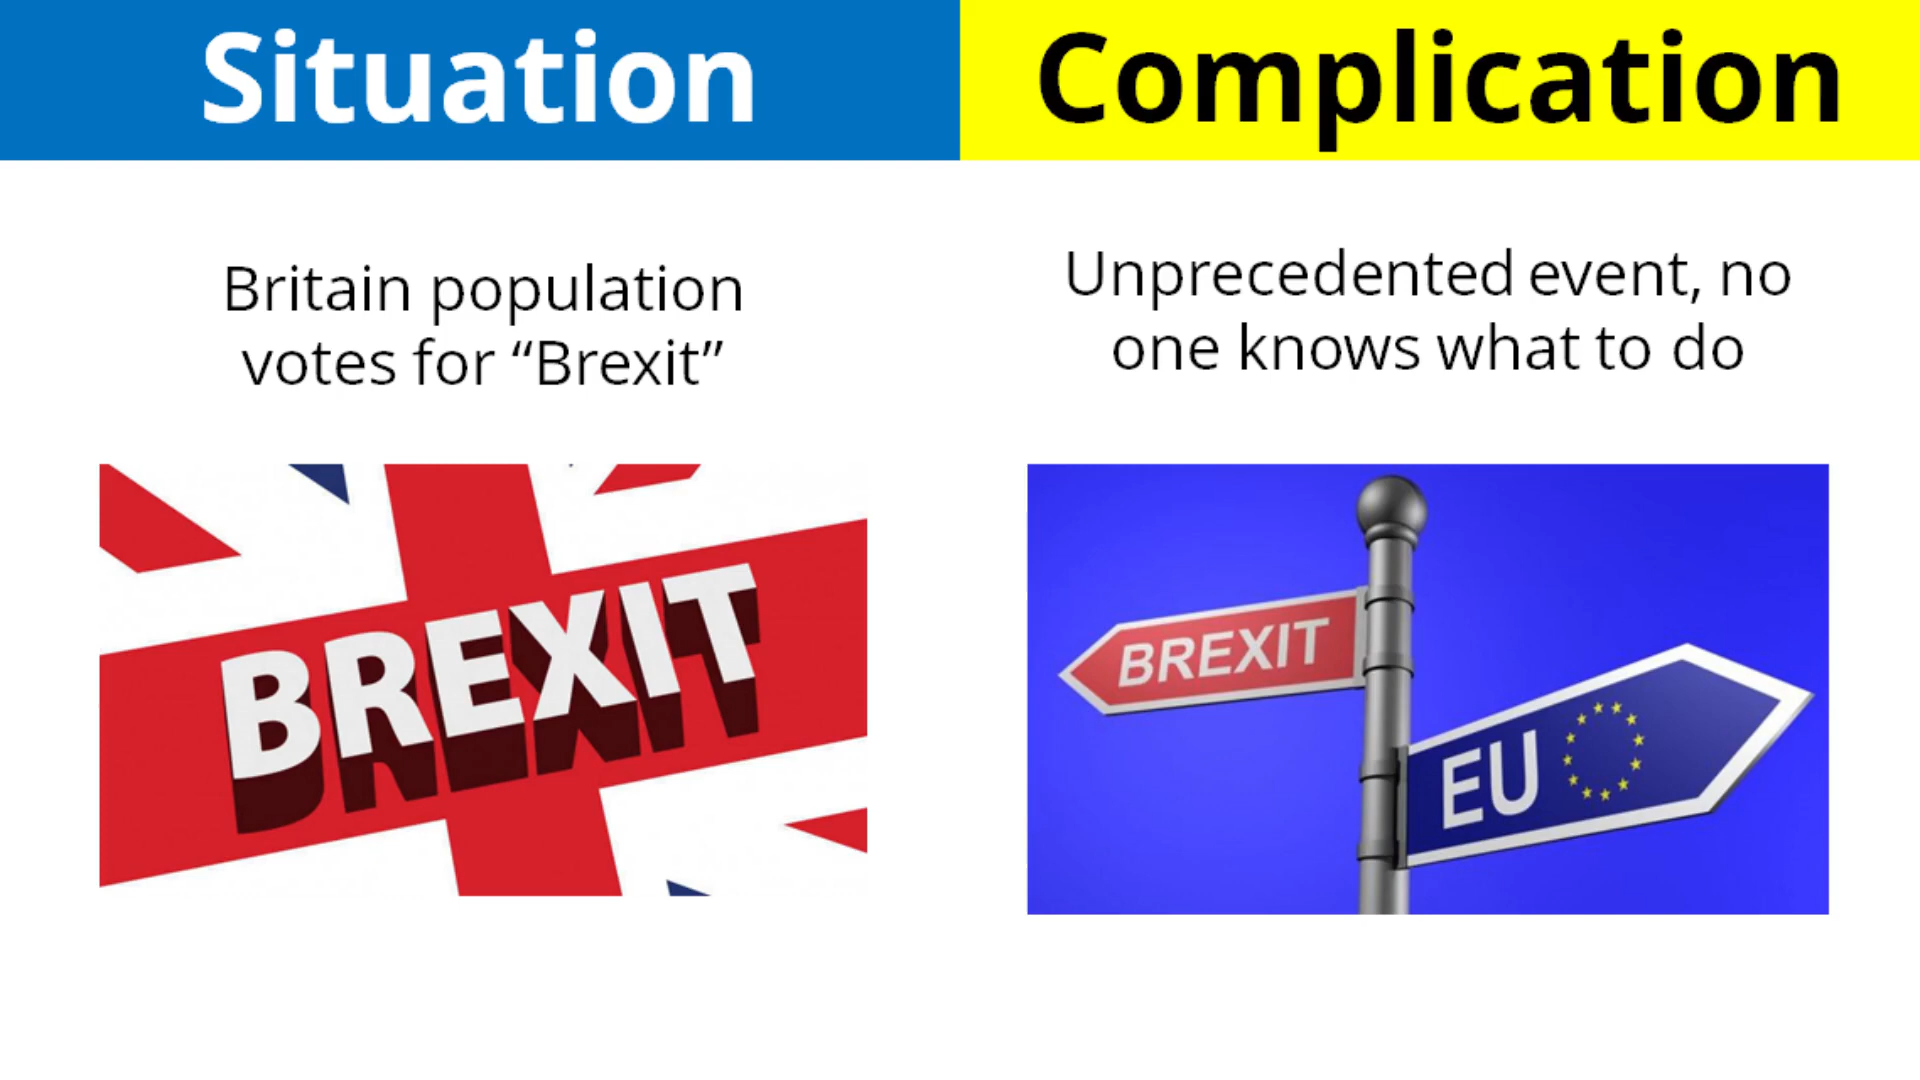 Situation
Complication
Britain population
votes for “Brexit”
Unprecedented event, no
one knows what to do
BREXIT
BREXIT
EU